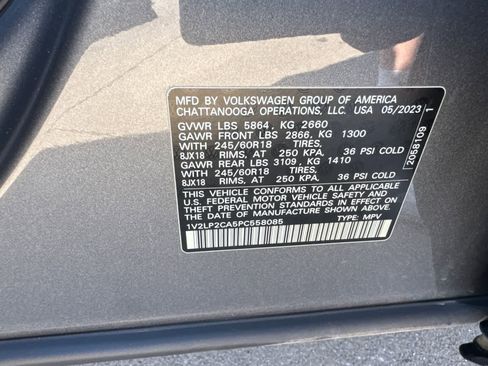 MFD BY VOLKSWAGEN GROUP OF AMERICA
CHATTANOOGA OPERATIONS, LLC. USA 05/2023
GVWR LBS 5864, KG 2660
GAWR FRONT LBS 2866, KG 1300
WITH 245/60R18 TIRES,
8JX18 RIMS, AT 250 KPA, 36 PSI COLD
GAWR REAR LBS 3109, KG 1410
WITH 245/60R18 TIRES,
8JX18 RIMS, AT 250 KPA, 36 PSI COLD
THIS VEHICLE CONFORMS TO ALL APPLICABLE
U.S. FEDERAL MOTOR VEHICLE SAFETY
STANDARDS IN EFFECT ON THE DATE OF
MANUFACTURE SHOWN ABOVE.
1V2LP2CA5PC558085 TYPE: MPV
2058109 1